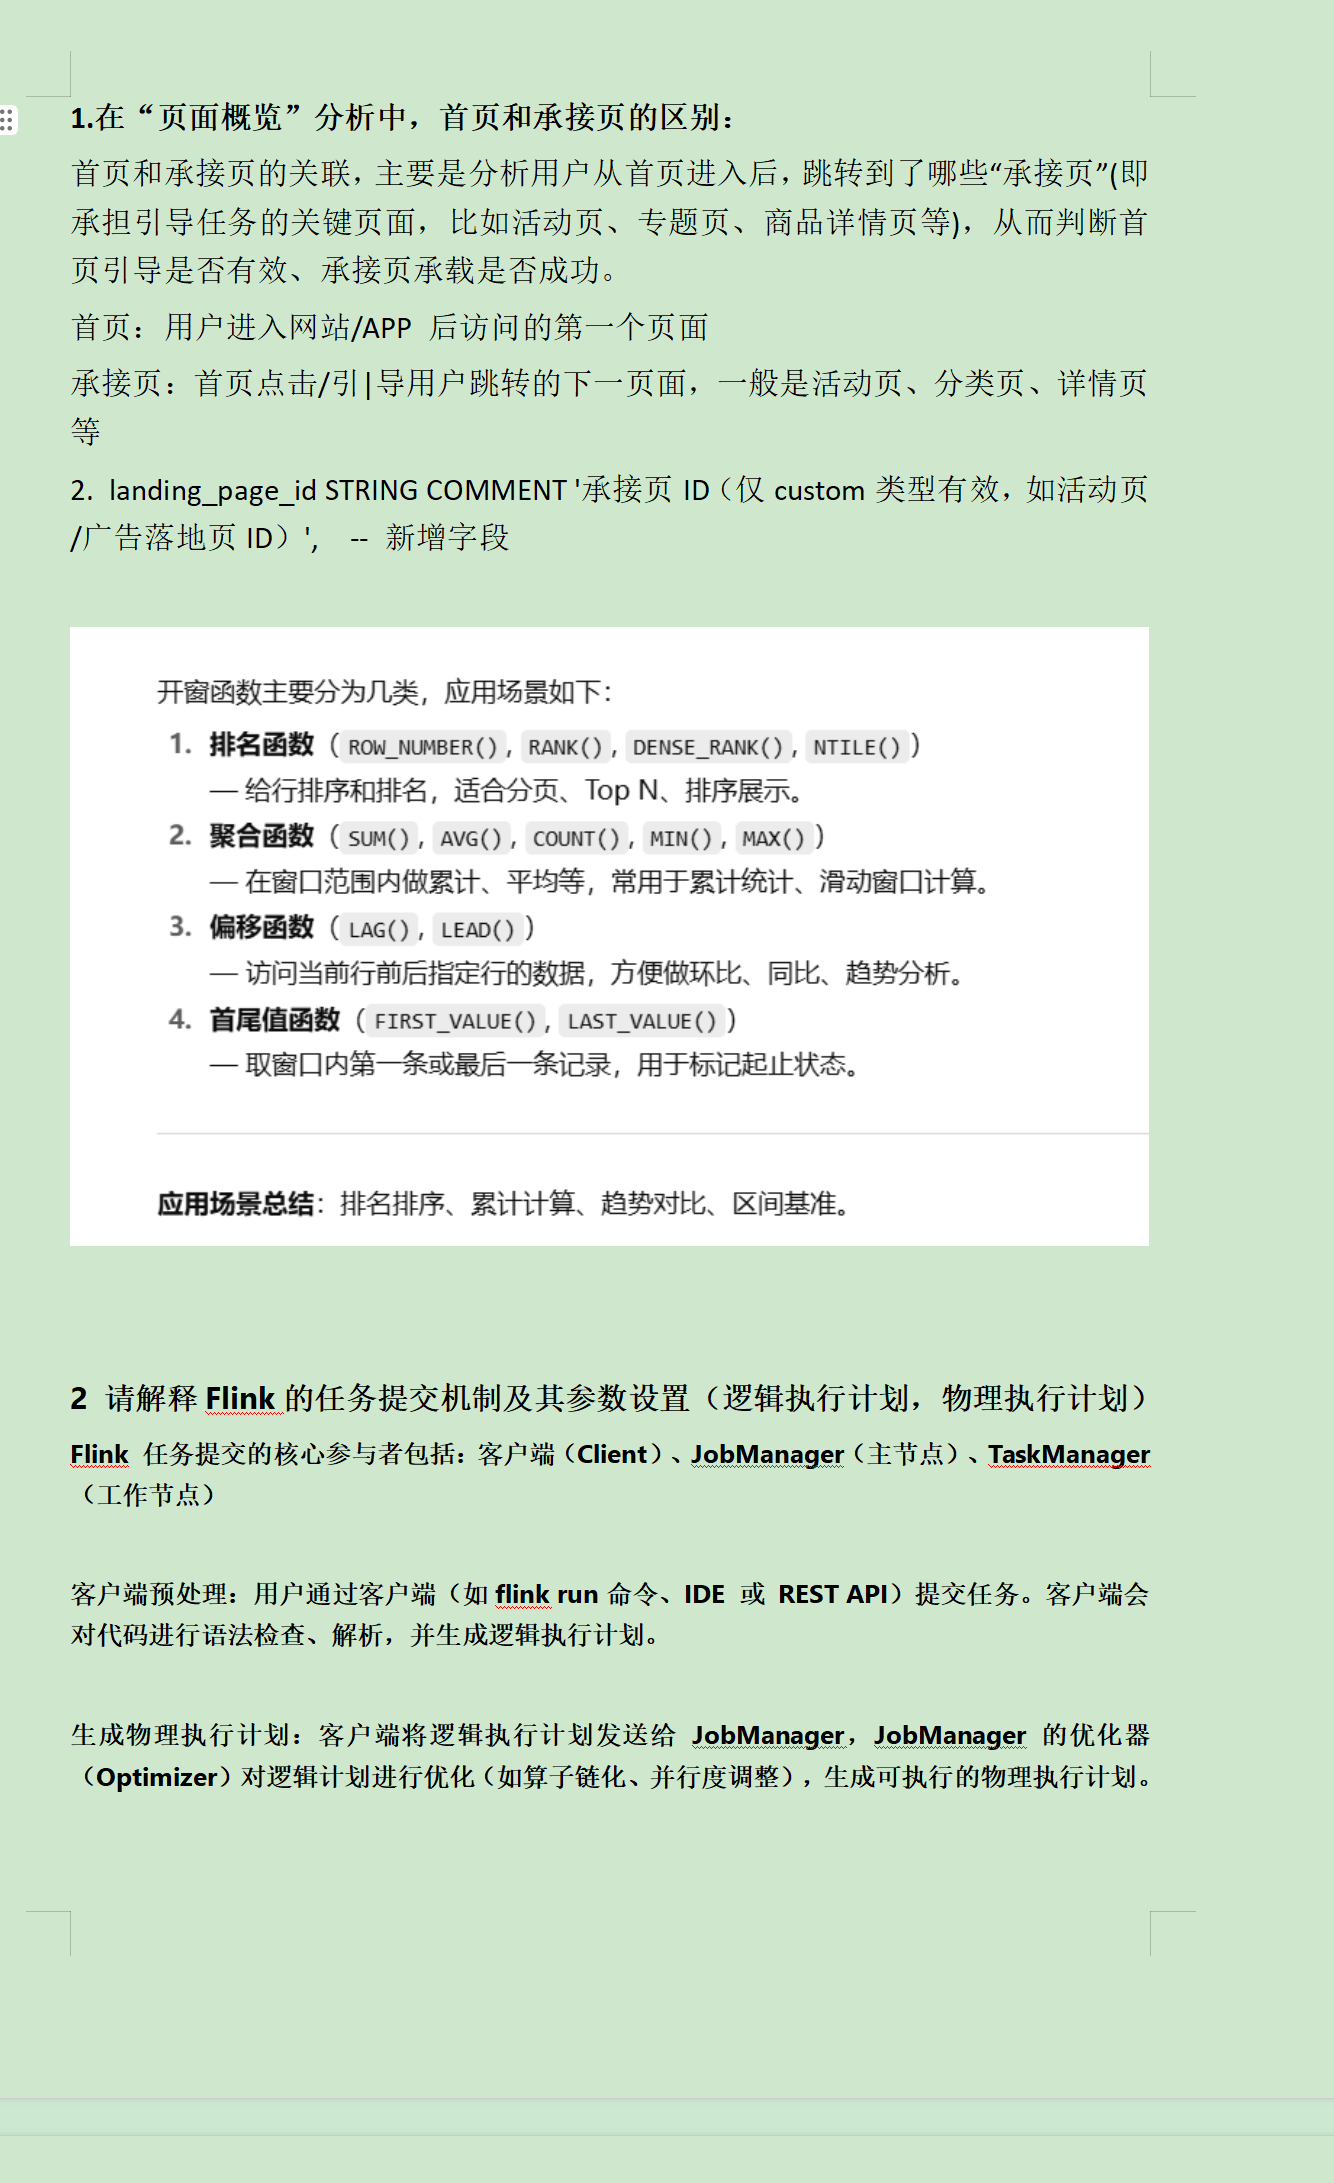 1.在“页面概览”分析中，首页和承接页的区别：
首页和承接页的关联，主要是分析用户从首页进入后，跳转到了哪些“承接页”(即
承担引导任务的关键页面，比如活动页、专题页、商品详情页等)，从而判断首
页引导是否有效、承接页承载是否成功。
首页：用户进入网站/APP 后访问的第一个页面
承接页：首页点击/引|导用户跳转的下一页面，一般是活动页、分类页、详情页
等
2. landing_page_id STRING COMMENT '承接页 ID（仅 custom 类型有效，如活动页
/广告落地页 ID）', -- 新增字段
开窗函数主要分为几类，应用场景如下：
1. 排名函数（ROW_NUMBER(), RANK(), DENSE_RANK(), NTILE()）
— 给行排序和排名，适合分页、Top N、排序展示。
2. 聚合函数（SUM(), AVG(), COUNT(), MIN(), MAX()）
— 在窗口范围内做累计、平均等，常用于累计统计、滑动窗口计算。
3. 偏移函数（LAG(), LEAD()）
— 访问当前行前后指定行的数据，方便做环比、同比、趋势分析。
4. 首尾值函数（FIRST_VALUE(), LAST_VALUE()）
— 取窗口内第一条或最后一条记录，用于标记起止状态。
应用场景总结：排名排序、累计计算、趋势对比、区间基准。
2 请解释 Flink 的任务提交机制及其参数设置（逻辑执行计划，物理执行计划）
Flink 任务提交的核心参与者包括：客户端（Client）、JobManager（主节点）、TaskManager
（工作节点）
客户端预处理：用户通过客户端（如 flink run 命令、IDE 或 REST API）提交任务。客户端会
对代码进行语法检查、解析，并生成逻辑执行计划。
生成物理执行计划：客户端将逻辑执行计划发送给 JobManager，JobManager 的优化器
（Optimizer）对逻辑计划进行优化（如算子链化、并行度调整），生成可执行的物理执行计划。